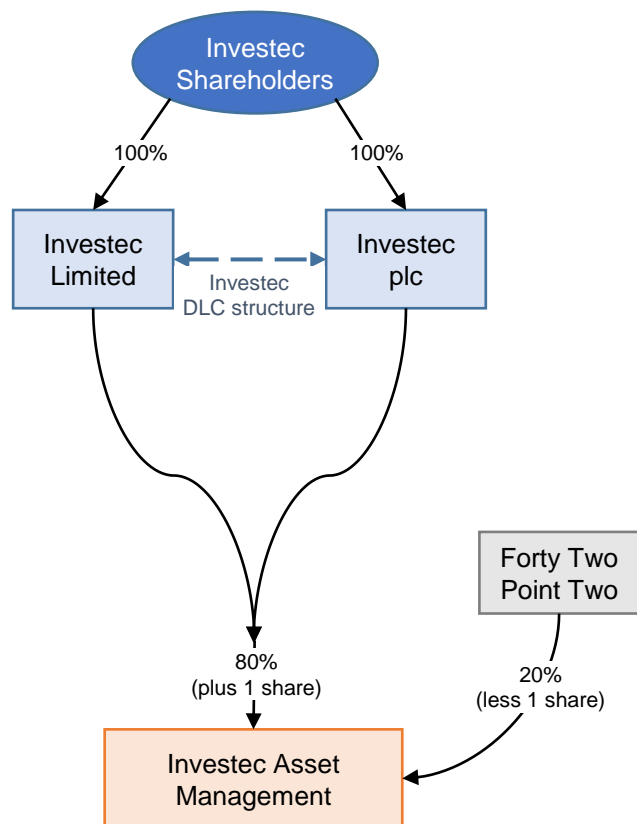 Investec
Shareholders
100%
100%
Investec
Limited
Investec
DLC structure
Investec
plc
Forty Two
Point Two
80%
(plus 1 share)
20%
(less 1 share)
Investec Asset
Management